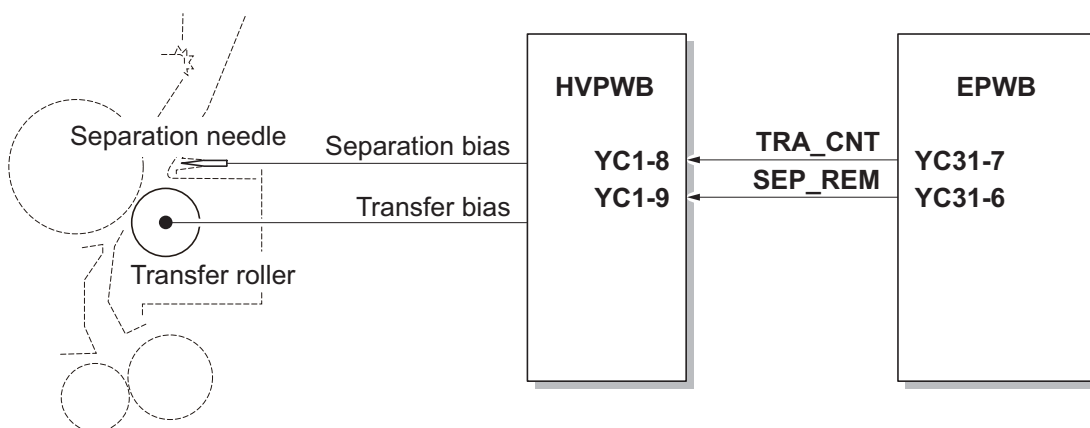 HVPWB
EPWB
Separation needle
Separation bias
TRA_CNT
YC1-8
YC31-7
SEP_REM
YC1-9
YC31-6
Transfer bias
Transfer roller